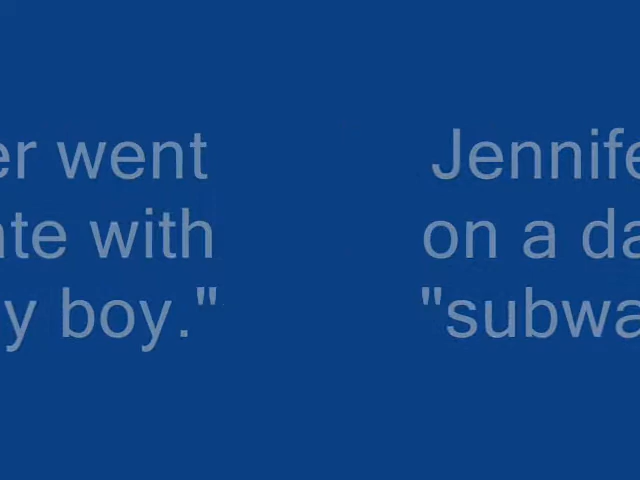 er went
ate with
y boy."
Jennife
on a da
"subwa